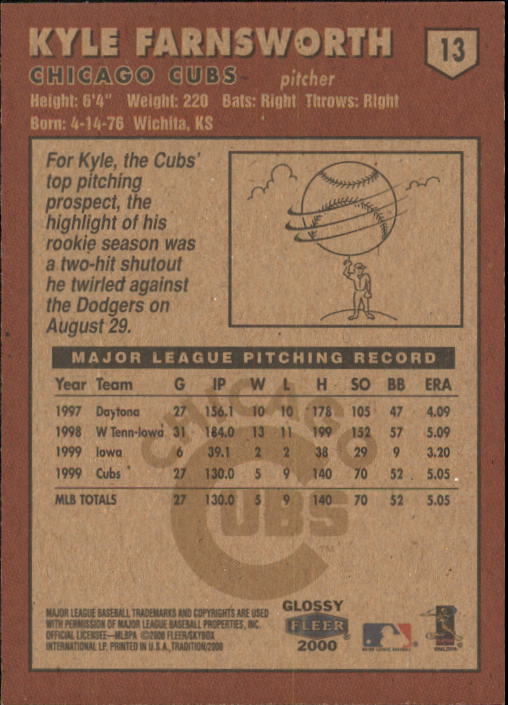 KYLE FARNSWORTH
13
CHICAGO CUBS™ pitcher
Height: 6'4" Weight: 220 Bats: Right Throws: Right
Born: 4-14-76 Wichita, KS
For Kyle, the Cubs'
top pitching
prospect, the
highlight of his
rookie season was
a two-hit shutout
he twirled against
the Dodgers on
August 29.
MAJOR LEAGUE PITCHING RECORD
Year Team G IP W L H SO BB ERA
1997 Daytona 27 156.1 10 10 178 105 47 4.09
1998 W Tenn-Iowa 31 184.0 13 11 199 152 57 5.09
1999 Iowa 6 39.1 2 2 38 29 9 3.20
1999 Cubs 27 130.0 5 9 140 70 52 5.05
MLB TOTALS 27 130.0 5 9 140 70 52 5.05
CHICAGO
CUBS
™
MAJOR LEAGUE BASEBALL TRADEMARKS AND COPYRIGHTS ARE USED
WITH PERMISSION OF MAJOR LEAGUE BASEBALL PROPERTIES, INC.
OFFICIAL LICENSEE—MLBPA ©2000 FLEER/SKYBOX
INTERNATIONAL LP. PRINTED IN U.S.A. TRADITION/2000
GLOSSY
FLEER
2000
MAJOR LEAGUE BASEBALL